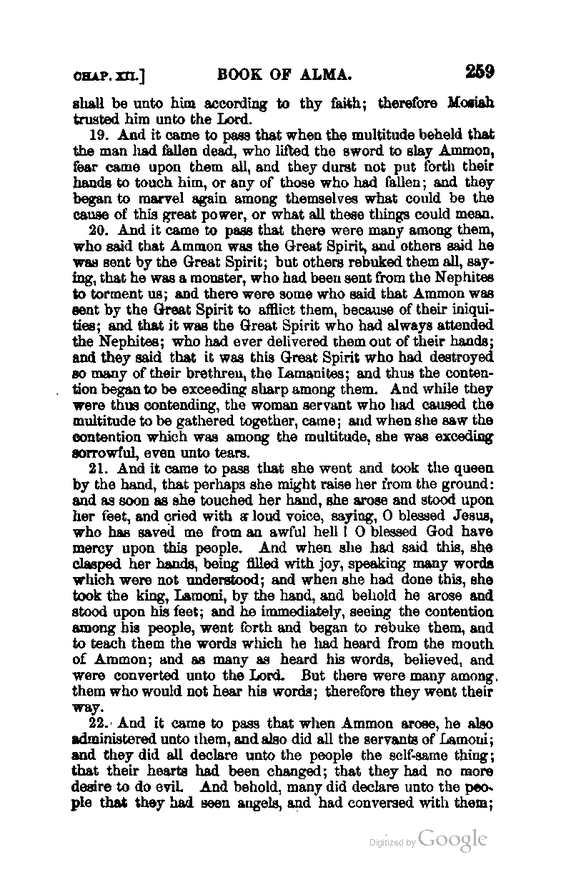 CHAP. XII.] BOOK OF ALMA. 259
shall be unto him according to thy faith; therefore Mosiah
trusted him unto the Lord.
19. And it came to pass that when the multitude beheld that
the man had fallen dead, who lifted the sword to slay Ammon,
fear came upon them all, and they durst not put forth their
hands to touch him, or any of those who had fallen; and they
began to marvel again among themselves what could be the
cause of this great power, or what all these things could mean.
20. And it came to pass that there were many among them,
who said that Ammon was the Great Spirit, and others said he
was sent by the Great Spirit; but others rebuked them all, say-
ing, that he was a monster, who had been sent from the Nephites
to torment us; and there were some who said that Ammon was
sent by the Great Spirit to afflict them, because of their iniqui-
ties; and that it was the Great Spirit who had always attended
the Nephites; who had ever delivered them out of their hands;
and they said that it was this Great Spirit who had destroyed
so many of their brethren, the Lamanites; and thus the conten-
tion began to be exceeding sharp among them. And while they
were thus contending, the woman servant who had caused the
multitude to be gathered together, came; and when she saw the
contention which was among the multitude, she was exceding
sorrowful, even unto tears.
21. And it came to pass that she went and took the queen
by the hand, that perhaps she might raise her from the ground:
and as soon as she touched her hand, she arose and stood upon
her feet, and cried with a loud voice, saying, O blessed Jesus,
who has saved me from an awful hell! O blessed God have
mercy upon this people. And when she had said this, she
clasped her hands, being filled with joy, speaking many words
which were not understood; and when she had done this, she
took the king, Lamoni, by the hand, and behold he arose and
stood upon his feet; and he immediately, seeing the contention
among his people, went forth and began to rebuke them, and
to teach them the words which he had heard from the mouth
of Ammon; and as many as heard his words, believed, and
were converted unto the Lord. But there were many among
them who would not hear his words; therefore they went their
way.
22. And it came to pass that when Ammon arose, he also
administered unto them, and also did all the servants of Lamoni;
and they did all declare unto the people the self-same thing;
that their hearts had been changed; that they had no more
desire to do evil. And behold, many did declare unto the peo-
ple that they had seen angels, and had conversed with them;
Digitized by Google